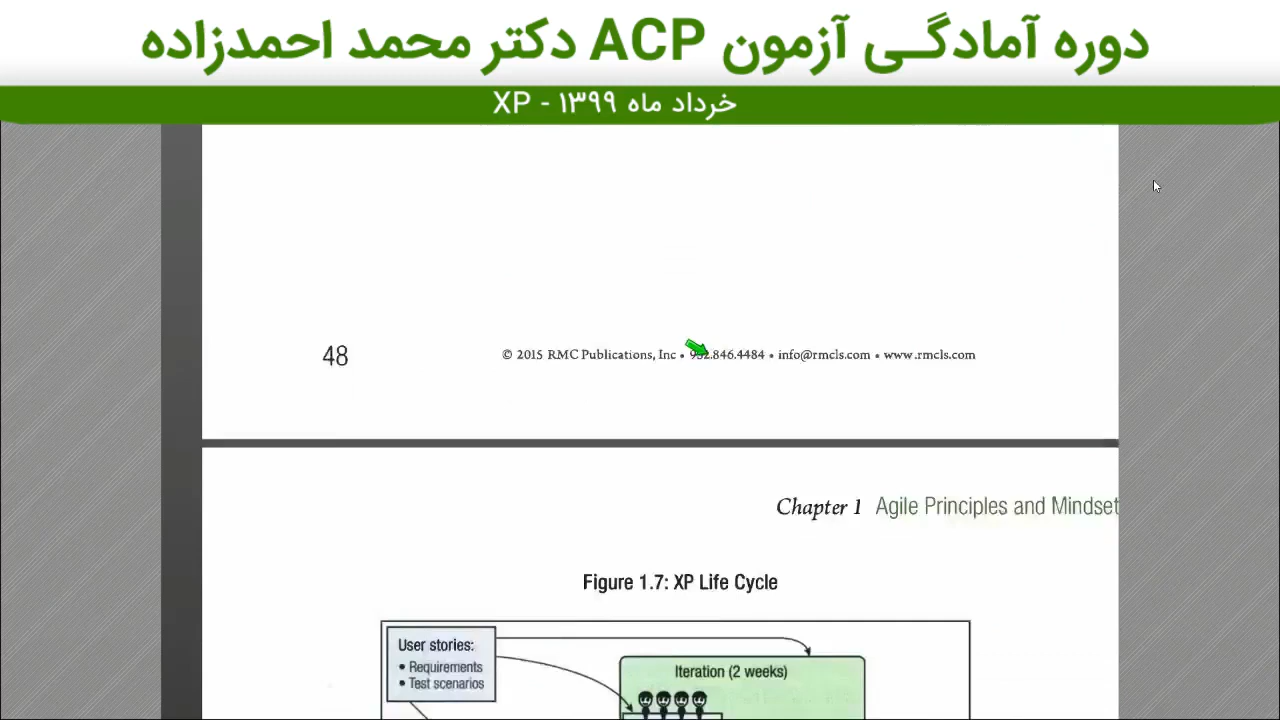 دوره آمادگـی آزمون ACP دکتر محمد احمدزاده
خرداد ماه ۱۳۹۹ - XP
48
© 2015 RMC Publications, Inc • 952.846.4484 • info@rmcls.com • www.rmcls.com
Chapter 1 Agile Principles and Mindset
Figure 1.7: XP Life Cycle
User stories:
• Requirements
• Test scenarios
Iteration (2 weeks)